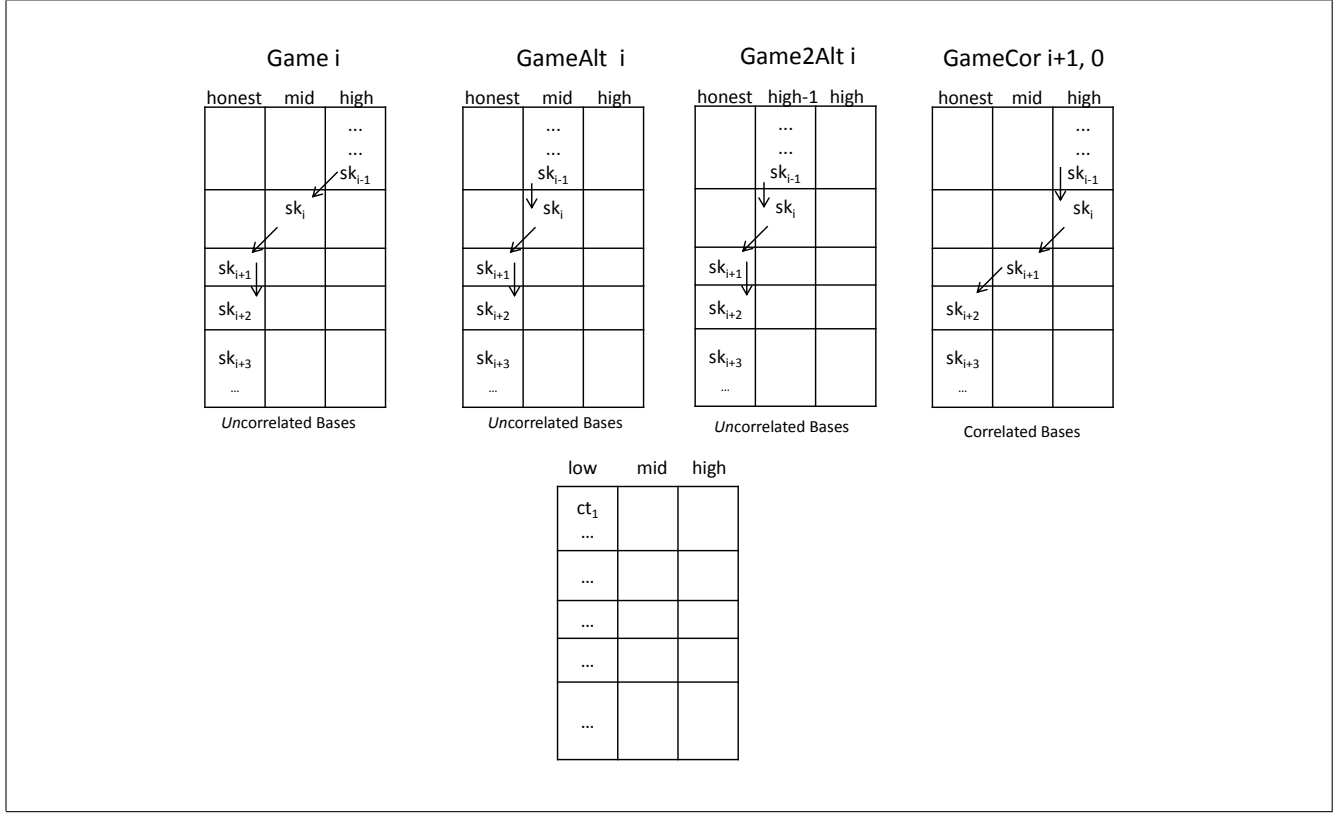 Game i
honest mid high
...
...
sk_{i-1}
sk_i
sk_{i+1}
sk_{i+2}
sk_{i+3}
...
Uncorrelated Bases
GameAlt i
honest mid high
...
...
sk_{i-1}
sk_i
sk_{i+1}
sk_{i+2}
sk_{i+3}
...
Uncorrelated Bases
Game2Alt i
honest high-1 high
...
...
sk_{i-1}
sk_i
sk_{i+1}
sk_{i+2}
sk_{i+3}
...
Uncorrelated Bases
GameCor i+1, 0
honest mid high
...
...
sk_{i-1}
sk_i
sk_{i+1}
sk_{i+2}
sk_{i+3}
...
Correlated Bases
low mid high
ct_1
...
...
...
...
...